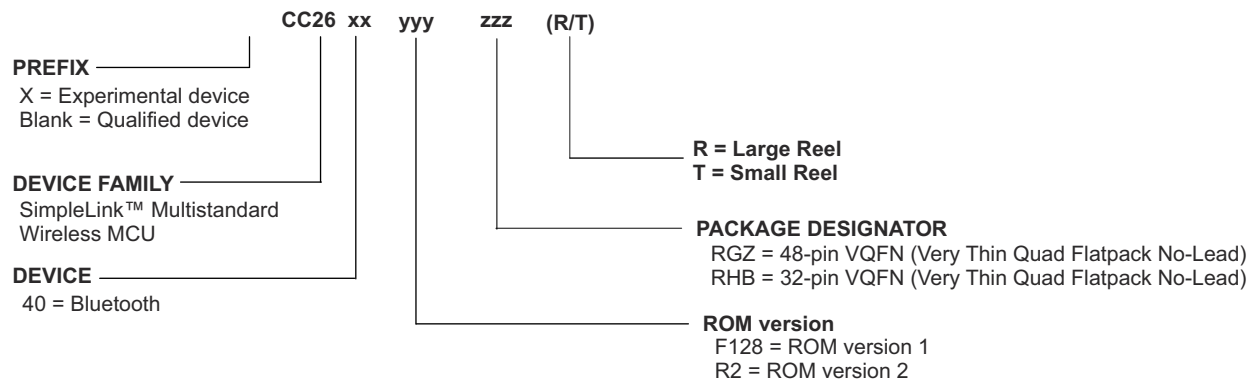 CC26 xx yyy zzz (R/T)
PREFIX
X = Experimental device
Blank = Qualified device
R = Large Reel
T = Small Reel
DEVICE FAMILY
SimpleLink™ Multistandard
Wireless MCU
PACKAGE DESIGNATOR
RGZ = 48-pin VQFN (Very Thin Quad Flatpack No-Lead)
RHB = 32-pin VQFN (Very Thin Quad Flatpack No-Lead)
DEVICE
40 = Bluetooth
ROM version
F128 = ROM version 1
R2 = ROM version 2